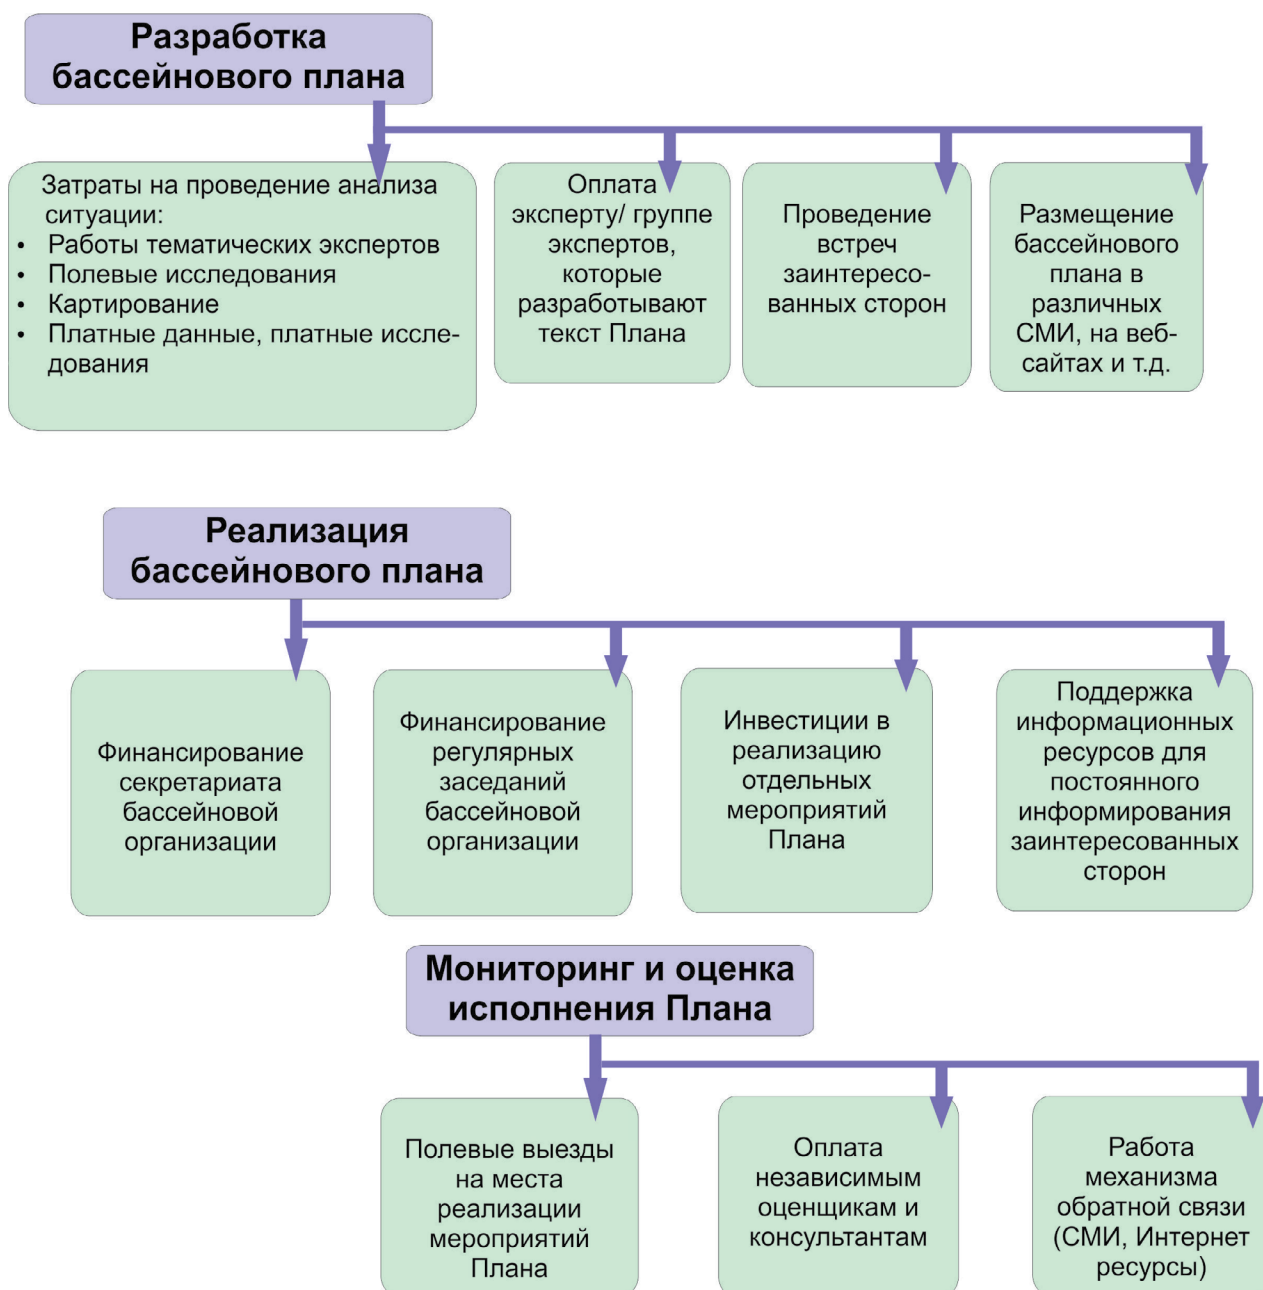 Разработка
бассейнового плана
Затраты на проведение анализа
ситуации:
• Работы тематических экспертов
• Полевые исследования
• Картирование
• Платные данные, платные иссле-
дования
Оплата
эксперту/ группе
экспертов,
которые
разработывают
текст Плана
Проведение
встреч
заинтересо-
ванных сторон
Размещение
бассейнового
плана в
различных
СМИ, на веб-
сайтах и т.д.
Реализация
бассейнового плана
Финансирование
секретариата
бассейновой
организации
Финансирование
регулярных
заседаний
бассейновой
организации
Инвестиции в
реализацию
отдельных
мероприятий
Плана
Поддержка
информационных
ресурсов для
постоянного
информирования
заинтересованных
сторон
Мониторинг и оценка
исполнения Плана
Полевые выезды
на места
реализации
мероприятий
Плана
Оплата
независимым
оценщикам и
консультантам
Работа
механизма
обратной связи
(СМИ, Интернет
ресурсы)